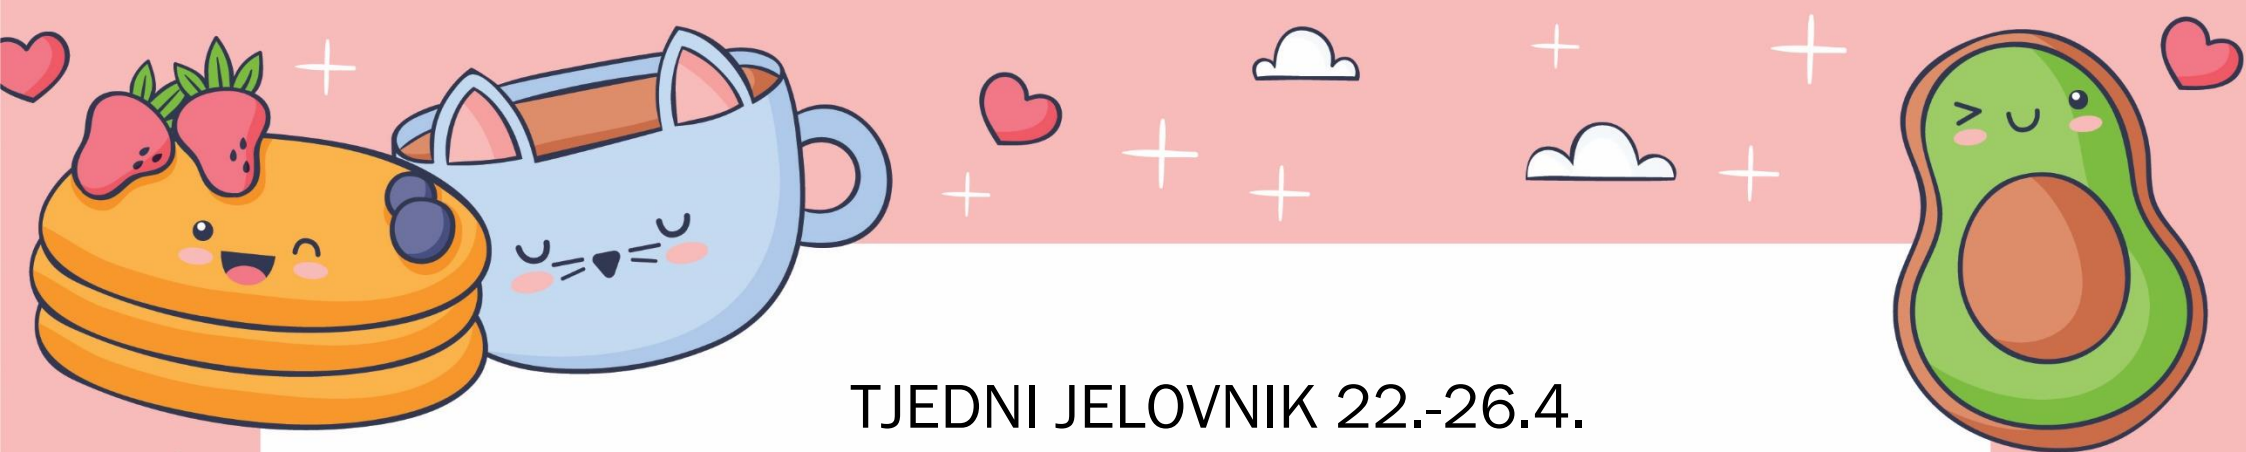 TJEDNI JELOVNIK 22.-26.4.